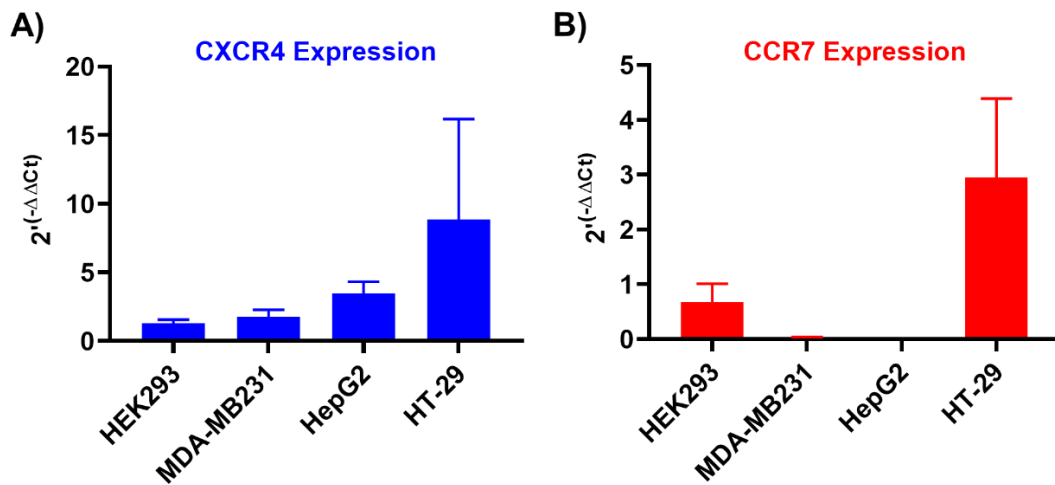 A)
CXCR4 Expression
20
15
10
5
0
2'(-ΔΔCt)
HEK293
MDA-MB231
HepG2
HT-29
B)
CCR7 Expression
5
4
3
2
1
0
2'(-ΔΔCt)
HEK293
MDA-MB231
HepG2
HT-29